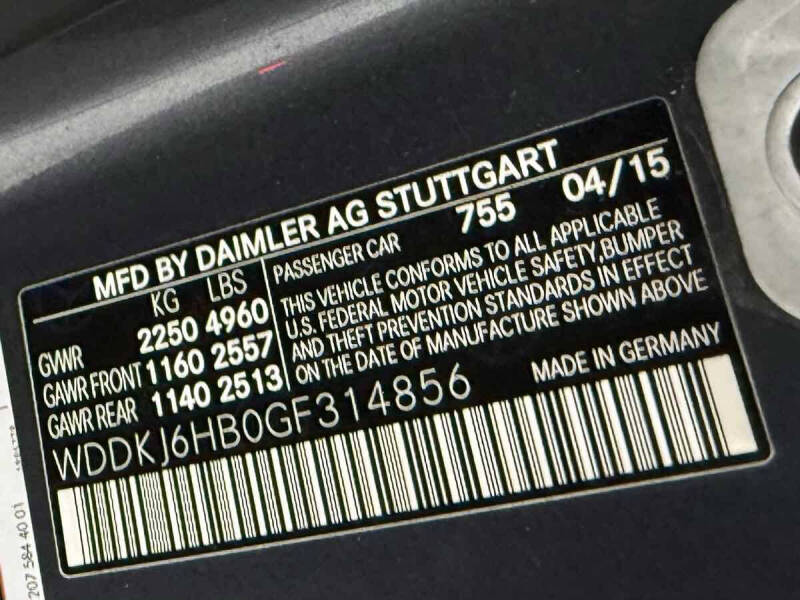 MFD BY DAIMLER AG STUTTGART
KG LBS
GVWR 2250 4960
GAWR FRONT 1160 2557
GAWR REAR 1140 2513
PASSENGER CAR 755 04/15
THIS VEHICLE CONFORMS TO ALL APPLICABLE
U.S. FEDERAL MOTOR VEHICLE SAFETY,BUMPER
AND THEFT PREVENTION STANDARDS IN EFFECT
ON THE DATE OF MANUFACTURE SHOWN ABOVE
WDDKJ6HB0GF314856 MADE IN GERMANY
207 584 40 01